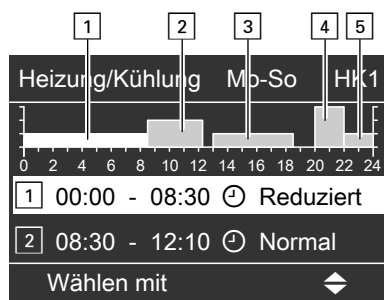 1 2 3 4 5
Heizung/Kühlung Mo-So HK1
0 2 4 6 8 10 12 14 16 18 20 22 24
1 00:00 - 08:30 Reduziert
2 08:30 - 12:10 Normal
Wählen mit